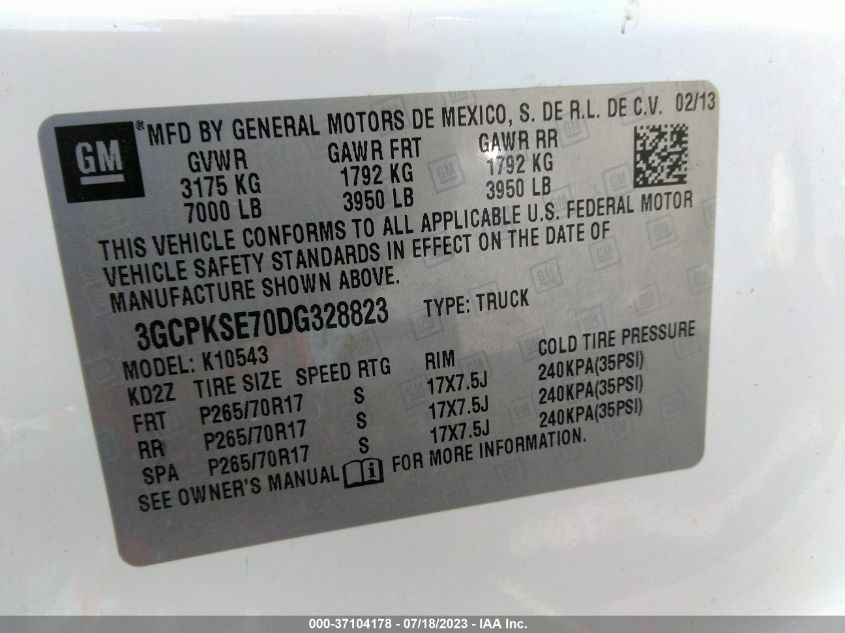 GM
® MFD BY GENERAL MOTORS DE MEXICO, S. DE R.L. DE C.V. 02/13
GVWR GAWR FRT GAWR RR
3175 KG 1792 KG 1792 KG
7000 LB 3950 LB 3950 LB
THIS VEHICLE CONFORMS TO ALL APPLICABLE U.S. FEDERAL MOTOR
VEHICLE SAFETY STANDARDS IN EFFECT ON THE DATE OF
MANUFACTURE SHOWN ABOVE.
3GCPKSE70DG328823 TYPE: TRUCK
MODEL: K10543
KD2Z TIRE SIZE SPEED RTG RIM COLD TIRE PRESSURE
FRT P265/70R17 S 17X7.5J 240KPA(35PSI)
RR P265/70R17 S 17X7.5J 240KPA(35PSI)
SPA P265/70R17 S 17X7.5J 240KPA(35PSI)
SEE OWNER'S MANUAL FOR MORE INFORMATION.
000-37104178 - 07/18/2023 - IAA Inc.